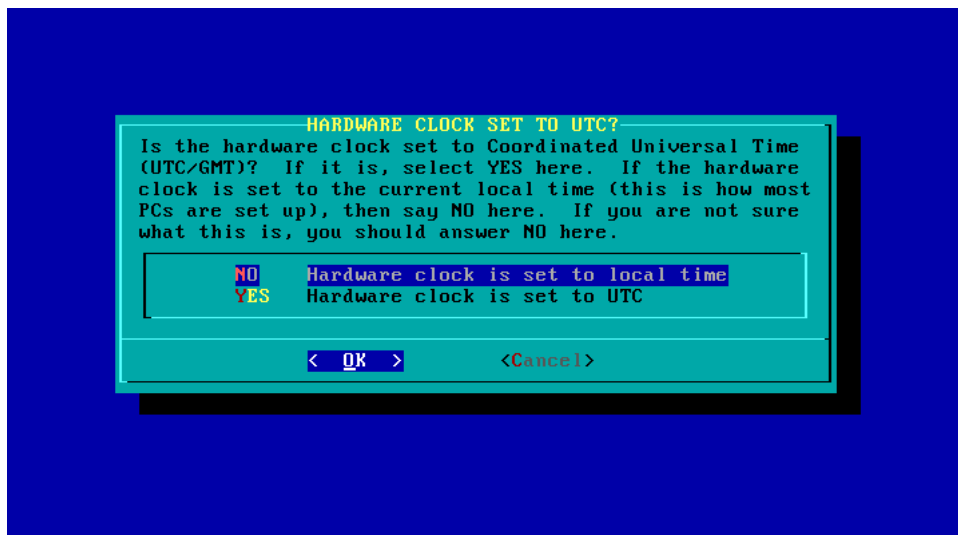 HARDWARE CLOCK SET TO UTC?
Is the hardware clock set to Coordinated Universal Time
(UTC/GMT)?  If it is, select YES here.  If the hardware
clock is set to the current local time (this is how most
PCs are set up), then say NO here.  If you are not sure
what this is, you should answer NO here.
NO Hardware clock is set to local time
YES Hardware clock is set to UTC
< OK > <Cancel>